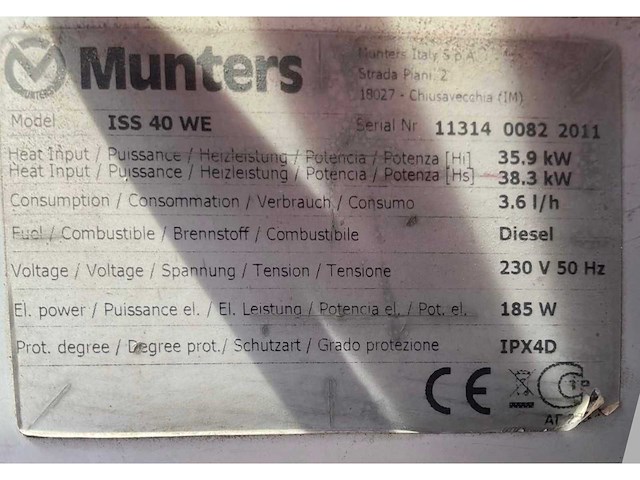 MUNTERS
Munters
Munters Italy S.p.A.
Strada Piani, 2
18027 - Chiusavecchia (IM)
Model ISS 40 WE Serial Nr 11314 0082 2011
Heat Input / Puissance / Heizleistung / Potencia / Potenza [Hi] 35.9 kW
Heat Input / Puissance / Heizleistung / Potencia / Potenza [Hs] 38.3 kW
Consumption / Consommation / Verbrauch / Consumo 3.6 l/h
Fuel / Combustible / Brennstoff / Combustibile Diesel
Voltage / Voltage / Spannung / Tension / Tensione 230 V 50 Hz
El. power / Puissance el. / El. Leistung / Potencia el. / Pot. el. 185 W
Prot. degree / Degree prot./ Schutzart / Grado protezione IPX4D
CE